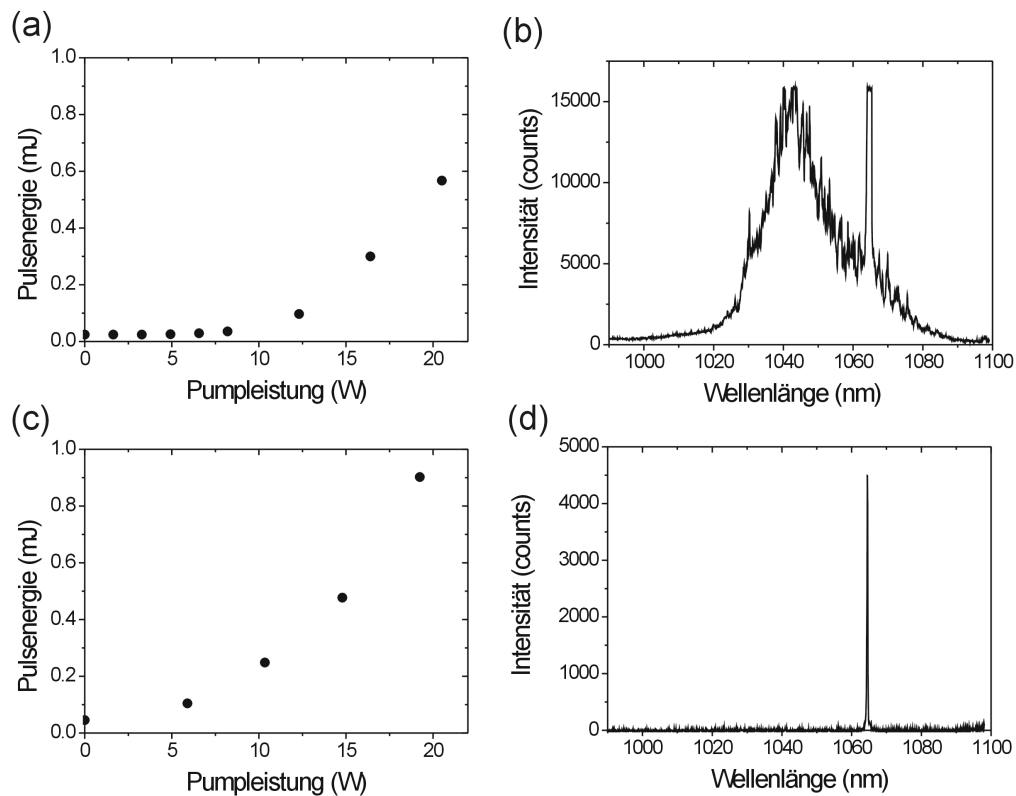 (a)
1.0
0.8
0.6
0.4
0.2
0.0
Pulsenergie (mJ)
0 5 10 15 20
Pumpleistung (W)
(b)
15000
10000
5000
0
Intensität (counts)
1000 1020 1040 1060 1080 1100
Wellenlänge (nm)
(c)
1.0
0.8
0.6
0.4
0.2
0.0
Pulsenergie (mJ)
0 5 10 15 20
Pumpleistung (W)
(d)
5000
4000
3000
2000
1000
0
Intensität (counts)
1000 1020 1040 1060 1080 1100
Wellenlänge (nm)